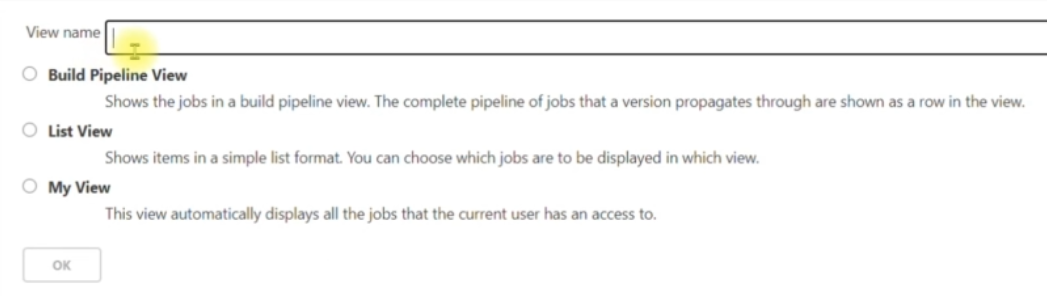 View name
Build Pipeline View
Shows the jobs in a build pipeline view. The complete pipeline of jobs that a version propagates through are shown as a row in the view.
List View
Shows items in a simple list format. You can choose which jobs are to be displayed in which view.
My View
This view automatically displays all the jobs that the current user has an access to.
OK